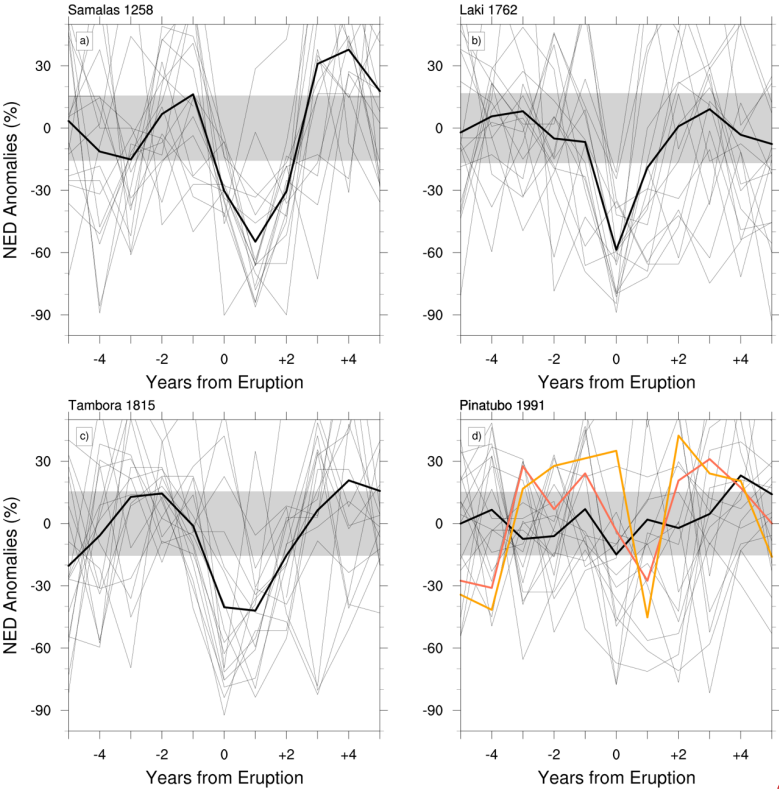 Samalas 1258
Laki 1762
a)
b)
30
0
-30
-60
-90
NED Anomalies (%)
30
0
-30
-60
-90
-4
-2
0
+2
+4
-4
-2
0
+2
+4
Years from Eruption
Years from Eruption
Tambora 1815
Pinatubo 1991
c)
d)
30
0
-30
-60
-90
NED Anomalies (%)
30
0
-30
-60
-90
-4
-2
0
+2
+4
-4
-2
0
+2
+4
Years from Eruption
Years from Eruption